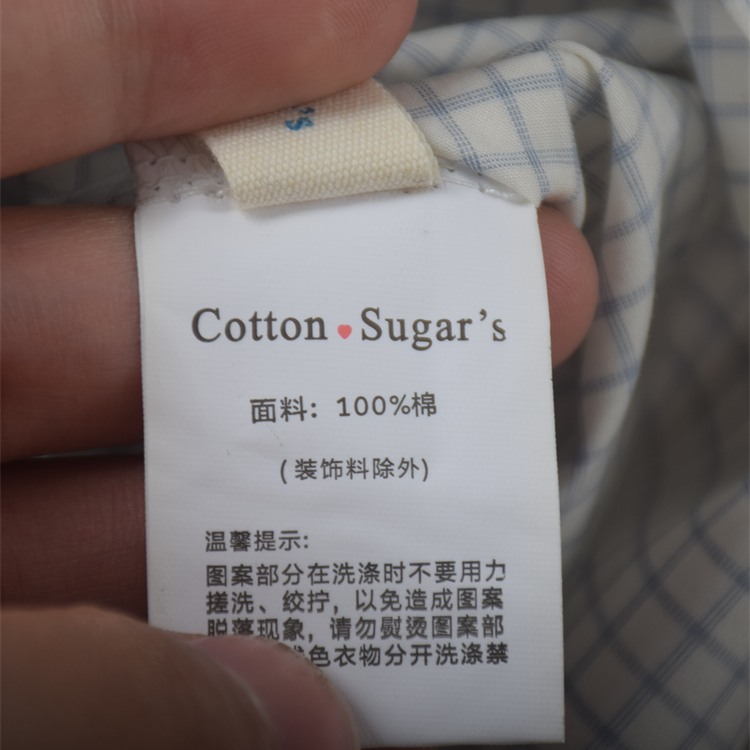 Cotton Sugar's
面料：100%棉
(装饰料除外)
温馨提示:
图案部分在洗涤时不要用力
搓洗、绞拧，以免造成图案
脱落现象，请勿熨烫图案部
色衣物分开洗涤禁